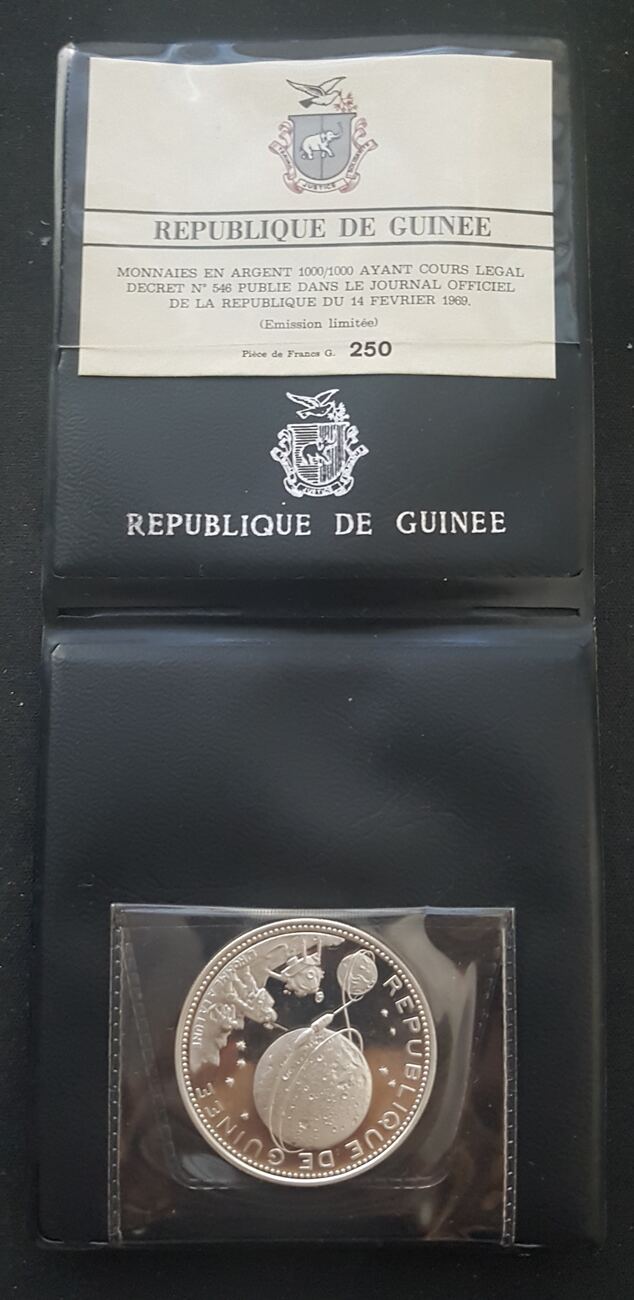 JUSTICE
REPUBLIQUE DE GUINEE
MONNAIES EN ARGENT 1000/1000 AYANT COURS LEGAL
DECRET N° 546 PUBLIE DANS LE JOURNAL OFFICIEL
DE LA REPUBLIQUE DU 14 FEVRIER 1969.
(Emission limitée)
Pièce de Francs G. 250
REPUBLIQUE DE GUINEE
REPUBLIQUE DE GUINEE